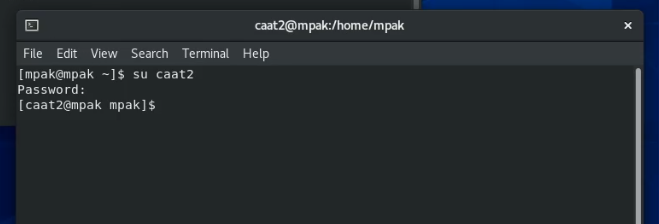 caat2@mpak:/home/mpak
File Edit View Search Terminal Help
[mpak@mpak ~]$ su caat2
Password:
[caat2@mpak mpak]$